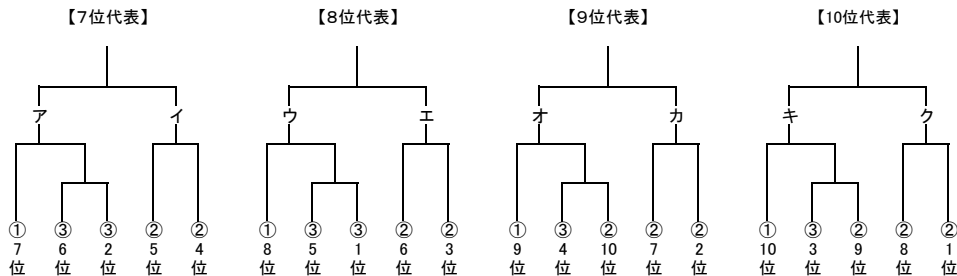 【7位代表】 【8位代表】 【9位代表】 【10位代表】
ア イ ウ エ オ カ キ ク
① ③ ③ ② ② ① ③ ③ ② ② ① ③ ② ② ② ① ③ ② ② ②
7 6 2 5 4 8 5 1 6 3 9 4 10 7 2 10 3 9 8 1
位 位 位 位 位 位 位 位 位 位 位 位 位 位 位 位 位 位 位 位